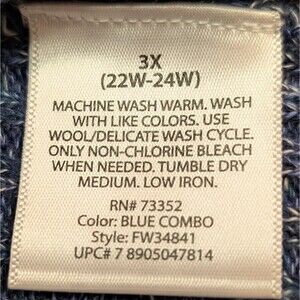 3X
(22W-24W)
MACHINE WASH WARM. WASH
WITH LIKE COLORS. USE
WOOL/DELICATE WASH CYCLE.
ONLY NON-CHLORINE BLEACH
WHEN NEEDED. TUMBLE DRY
MEDIUM. LOW IRON.
RN# 73352
Color: BLUE COMBO
Style: FW34841
UPC# 7 8905047814